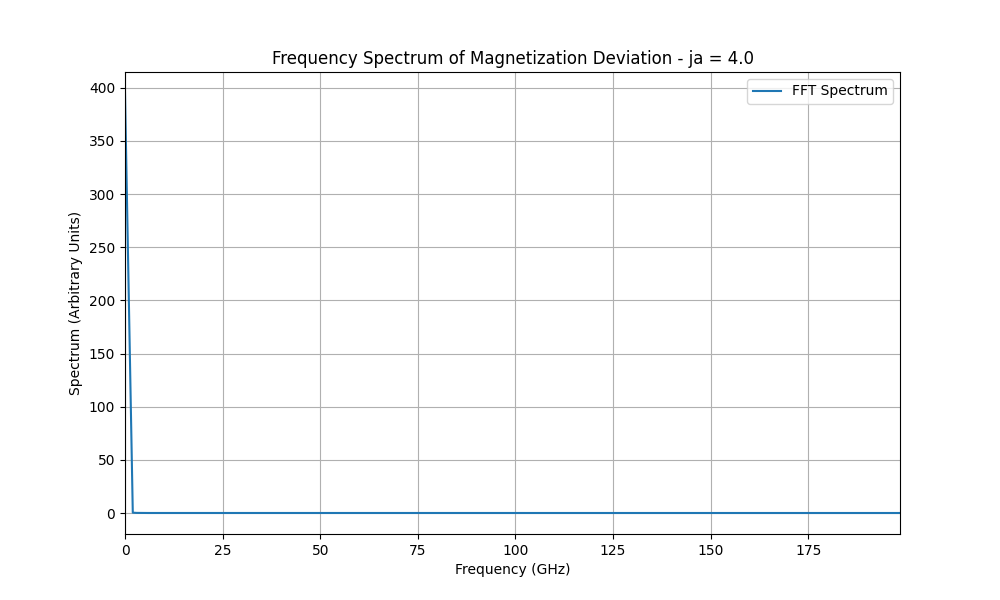 Frequency Spectrum of Magnetization Deviation - ja = 4.0
FFT Spectrum
400
350
300
250
200
150
100
50
0
Spectrum (Arbitrary Units)
0 25 50 75 100 125 150 175
Frequency (GHz)